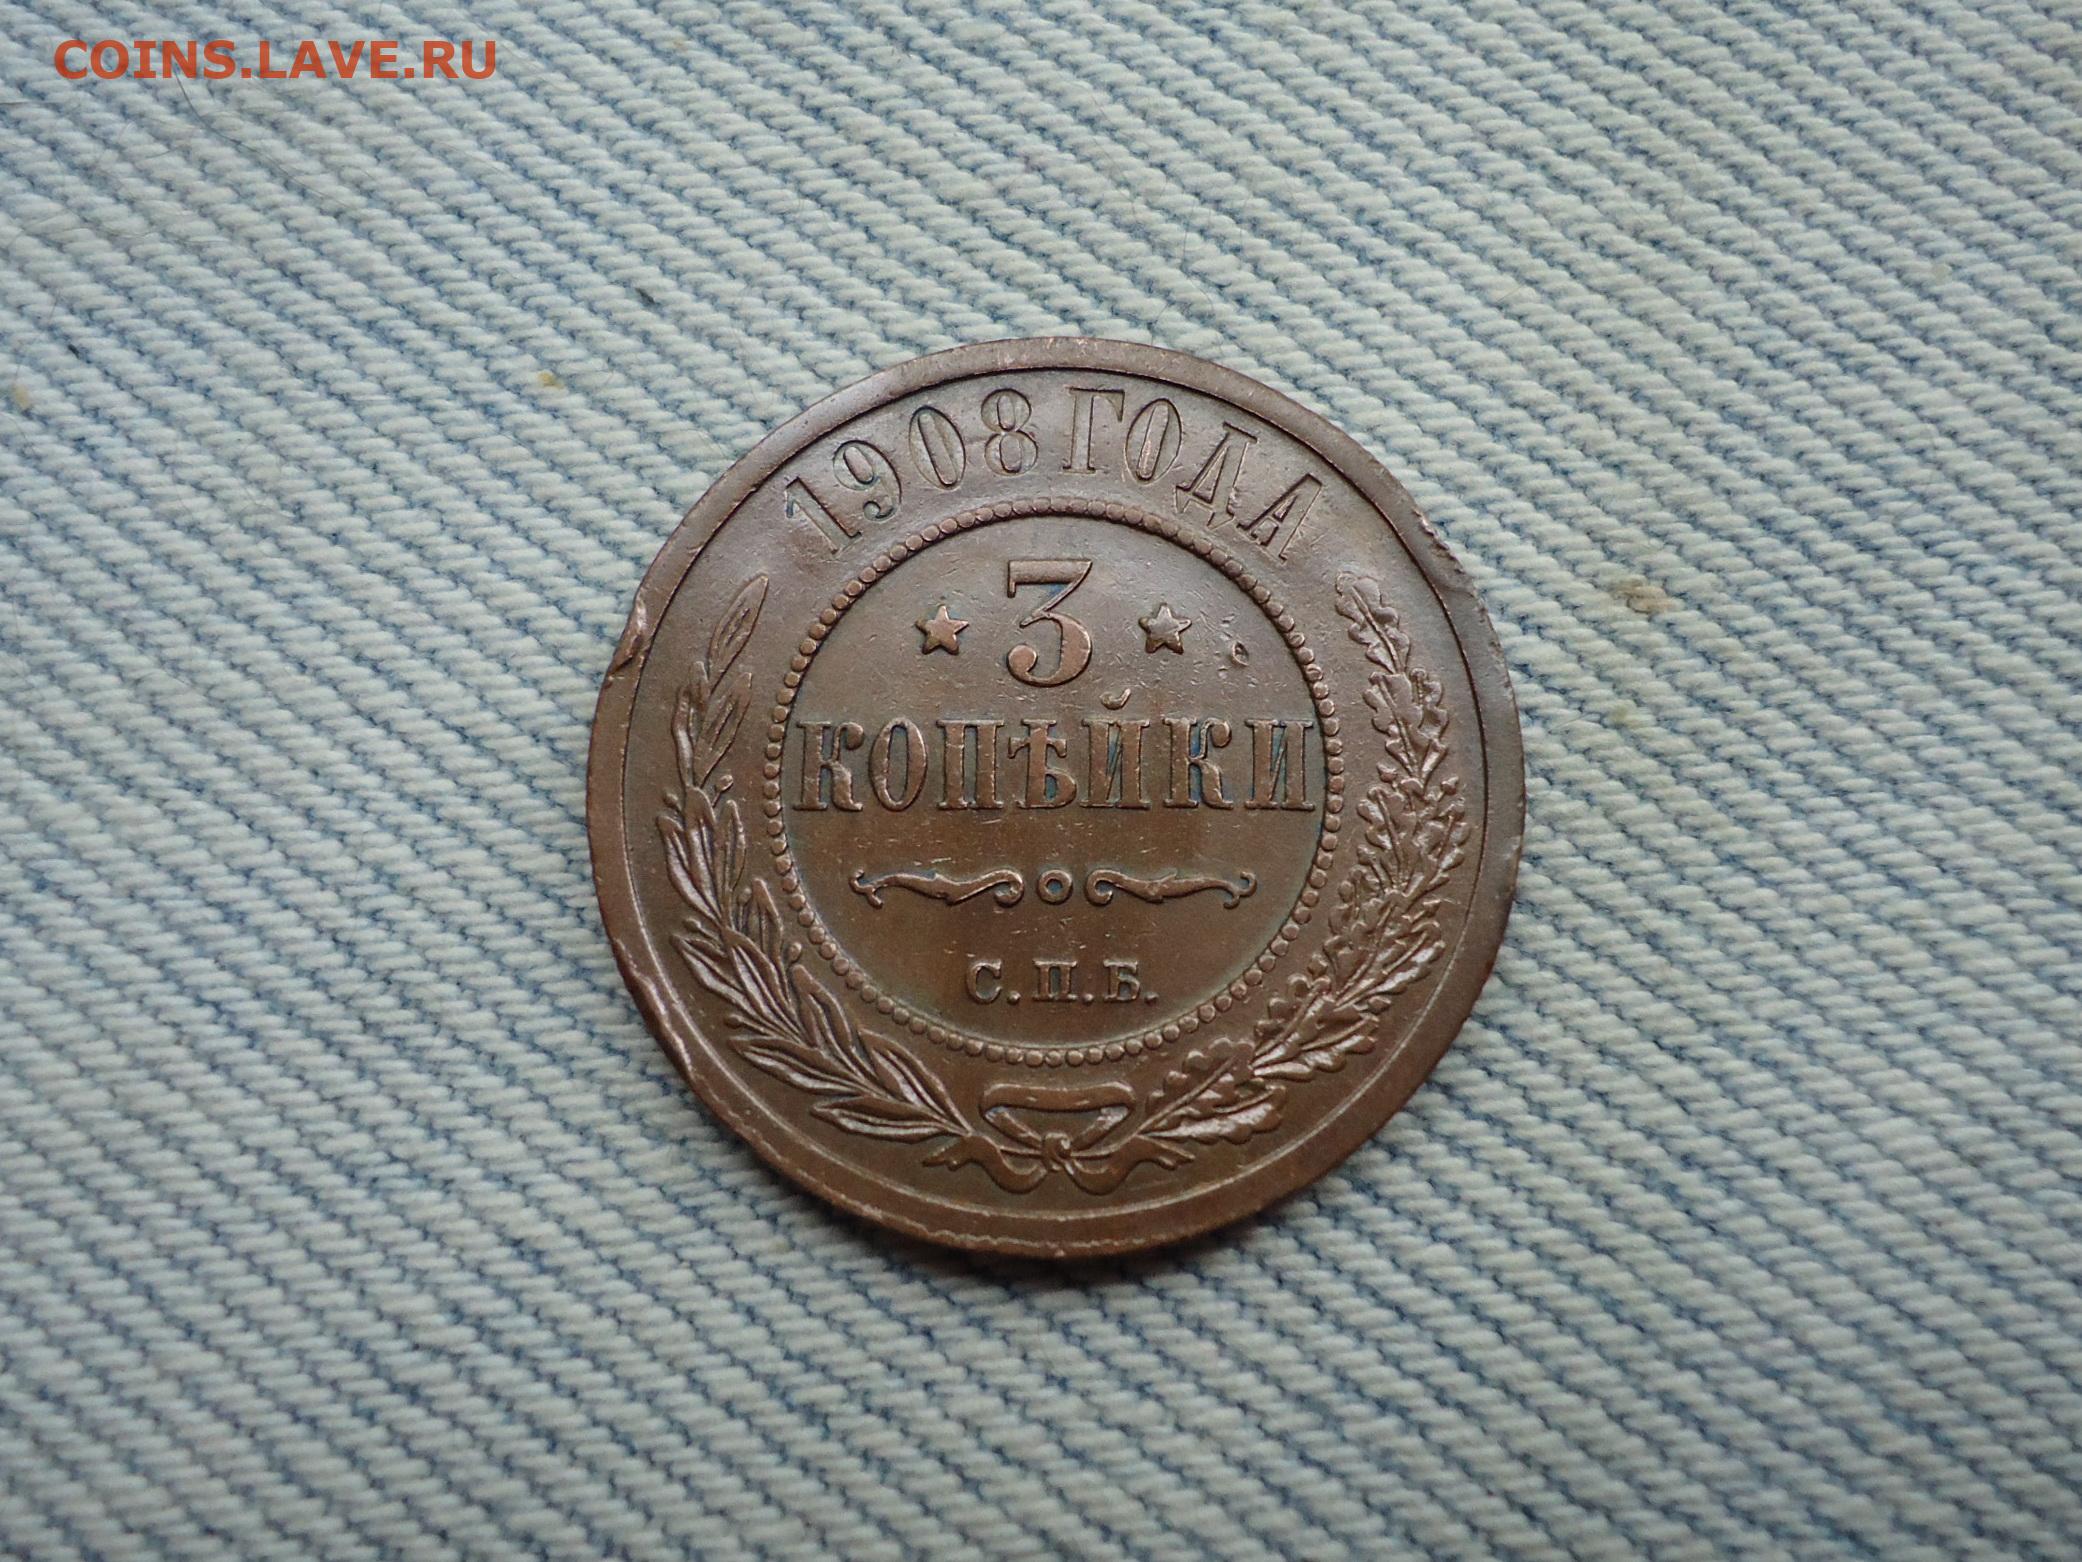 COINS.LAVE.RU
1908 ГОДА
3
КОПѢЙКИ
С.П.Б.